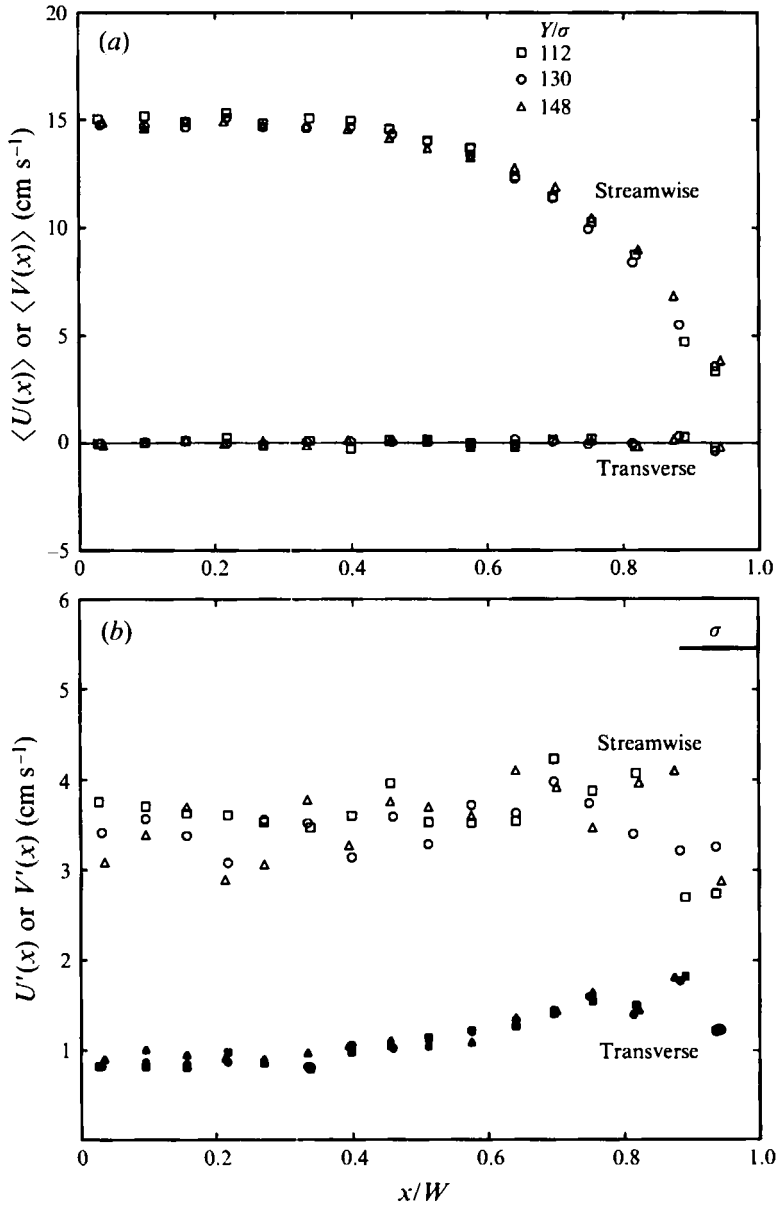 (a)
Y/σ
□ 112
○ 130
△ 148
20
15
10
5
0
−5
⟨U(x)⟩ or ⟨V(x)⟩ (cm s⁻¹)
Streamwise
Transverse
0 0.2 0.4 0.6 0.8 1.0
(b)
σ
6
5
4
3
2
1
U′(x) or V′(x) (cm s⁻¹)
Streamwise
Transverse
0 0.2 0.4 0.6 0.8 1.0
x/W